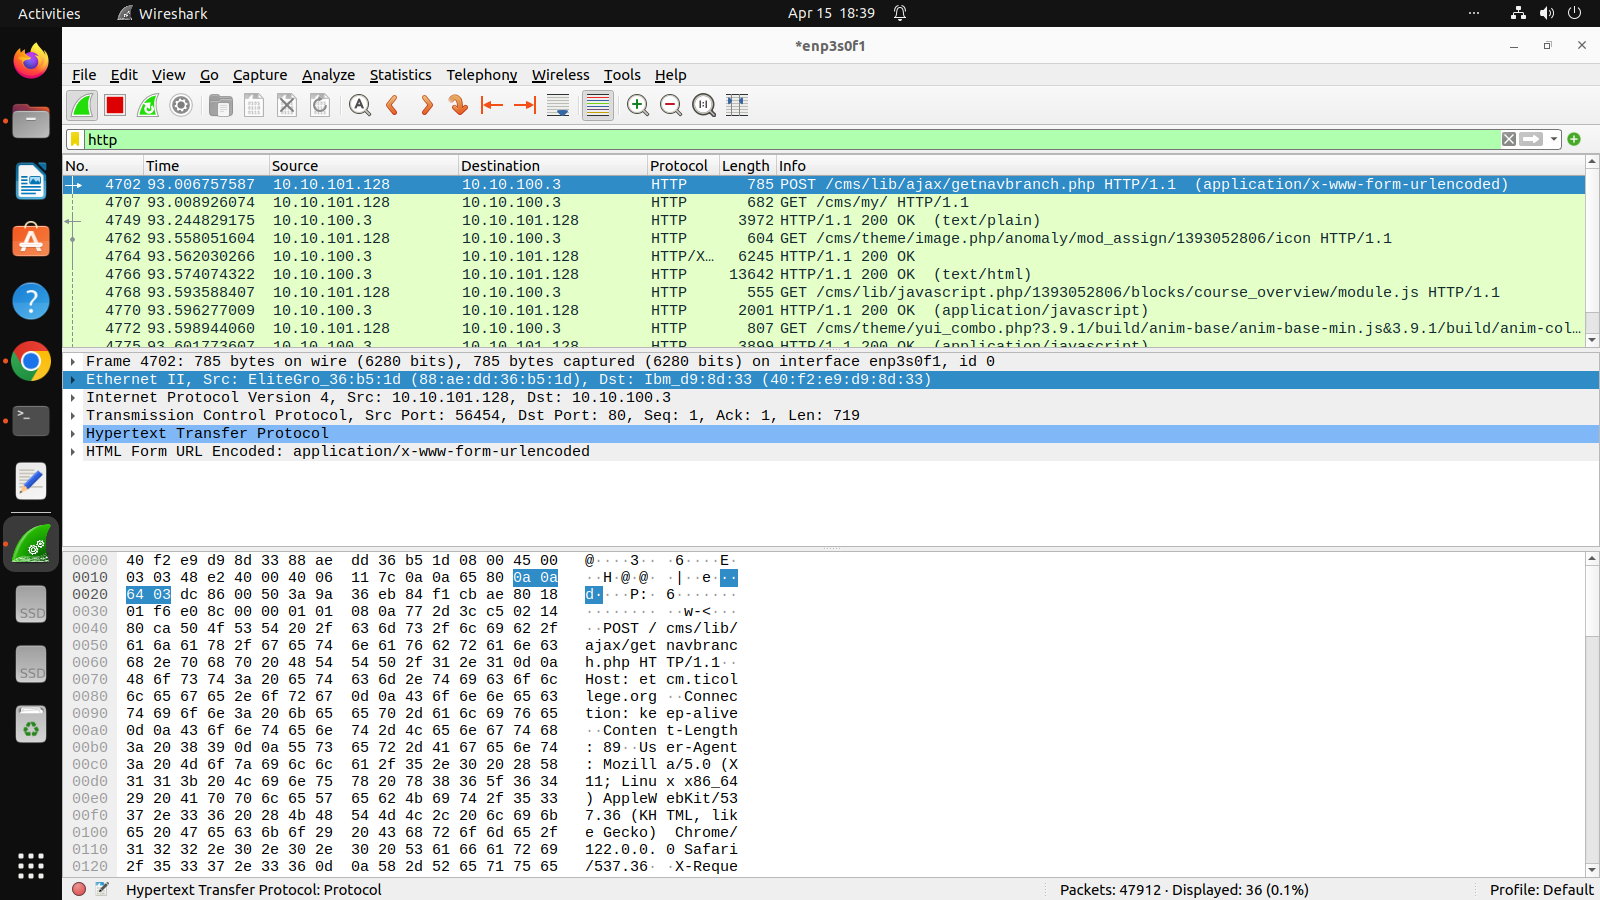 Activities Wireshark Apr 15 18:39
*enp3s0f1
File Edit View Go Capture Analyze Statistics Telephony Wireless Tools Help
http
No. Time Source Destination Protocol Length Info
4702 93.006757587 10.10.101.128 10.10.100.3 HTTP 785 POST /cms/lib/ajax/getnavbranch.php HTTP/1.1  (application/x-www-form-urlencoded)
4707 93.008926074 10.10.101.128 10.10.100.3 HTTP 682 GET /cms/my/ HTTP/1.1
4749 93.244829175 10.10.100.3 10.10.101.128 HTTP 3972 HTTP/1.1 200 OK  (text/plain)
4762 93.558051604 10.10.101.128 10.10.100.3 HTTP 604 GET /cms/theme/image.php/anomaly/mod_assign/1393052806/icon HTTP/1.1
4764 93.562030266 10.10.100.3 10.10.101.128 HTTP/X… 6245 HTTP/1.1 200 OK
4766 93.574074322 10.10.100.3 10.10.101.128 HTTP 13642 HTTP/1.1 200 OK  (text/html)
4768 93.593588407 10.10.101.128 10.10.100.3 HTTP 555 GET /cms/lib/javascript.php/1393052806/blocks/course_overview/module.js HTTP/1.1
4770 93.596277009 10.10.100.3 10.10.101.128 HTTP 2001 HTTP/1.1 200 OK  (application/javascript)
4772 93.598944060 10.10.101.128 10.10.100.3 HTTP 807 GET /cms/theme/yui_combo.php?3.9.1/build/anim-base/anim-base-min.js&3.9.1/build/anim-col…
4775 93.601773607 10.10.100.3 10.10.101.128 HTTP 3899 HTTP/1.1 200 OK  (application/javascript)
Frame 4702: 785 bytes on wire (6280 bits), 785 bytes captured (6280 bits) on interface enp3s0f1, id 0
Ethernet II, Src: EliteGro_36:b5:1d (88:ae:dd:36:b5:1d), Dst: Ibm_d9:8d:33 (40:f2:e9:d9:8d:33)
Internet Protocol Version 4, Src: 10.10.101.128, Dst: 10.10.100.3
Transmission Control Protocol, Src Port: 56454, Dst Port: 80, Seq: 1, Ack: 1, Len: 719
Hypertext Transfer Protocol
HTML Form URL Encoded: application/x-www-form-urlencoded
0000 40 f2 e9 d9 8d 33 88 ae dd 36 b5 1d 08 00 45 00 @····3·· ·6····E·
0010 03 03 48 e2 40 00 40 06 11 7c 0a 0a 65 80 0a 0a ··H·@·@· ·|··e···
0020 64 03 dc 86 00 50 3a 9a 36 eb 84 f1 cb ae 80 18 d····P:· 6·······
0030 01 f6 e0 8c 00 00 01 01 08 0a 77 2d 3c c5 02 14 ········ ··w-<···
0040 80 ca 50 4f 53 54 20 2f 63 6d 73 2f 6c 69 62 2f ··POST / cms/lib/
0050 61 6a 61 78 2f 67 65 74 6e 61 76 62 72 61 6e 63 ajax/get navbranc
0060 68 2e 70 68 70 20 48 54 54 50 2f 31 2e 31 0d 0a h.php HT TP/1.1··
0070 48 6f 73 74 3a 20 65 74 63 6d 2e 74 69 63 6f 6c Host: et cm.ticol
0080 6c 65 67 65 2e 6f 72 67 0d 0a 43 6f 6e 6e 65 63 lege.org ··Connec
0090 74 69 6f 6e 3a 20 6b 65 65 70 2d 61 6c 69 76 65 tion: ke ep-alive
00a0 0d 0a 43 6f 6e 74 65 6e 74 2d 4c 65 6e 67 74 68 ··Conten t-Length
00b0 3a 20 38 39 0d 0a 55 73 65 72 2d 41 67 65 6e 74 : 89··Us er-Agent
00c0 3a 20 4d 6f 7a 69 6c 6c 61 2f 35 2e 30 20 28 58 : Mozill a/5.0 (X
00d0 31 31 3b 20 4c 69 6e 75 78 20 78 38 36 5f 36 34 11; Linu x x86_64
00e0 29 20 41 70 70 6c 65 57 65 62 4b 69 74 2f 35 33 ) AppleW ebKit/53
00f0 37 2e 33 36 20 28 4b 48 54 4d 4c 2c 20 6c 69 6b 7.36 (KH TML, lik
0100 65 20 47 65 63 6b 6f 29 20 43 68 72 6f 6d 65 2f e Gecko)  Chrome/
0110 31 32 32 2e 30 2e 30 2e 30 20 53 61 66 61 72 69 122.0.0. 0 Safari
0120 2f 35 33 37 2e 33 36 0d 0a 58 2d 52 65 71 75 65 /537.36· ·X-Reque
Hypertext Transfer Protocol: Protocol Packets: 47912 · Displayed: 36 (0.1%) Profile: Default